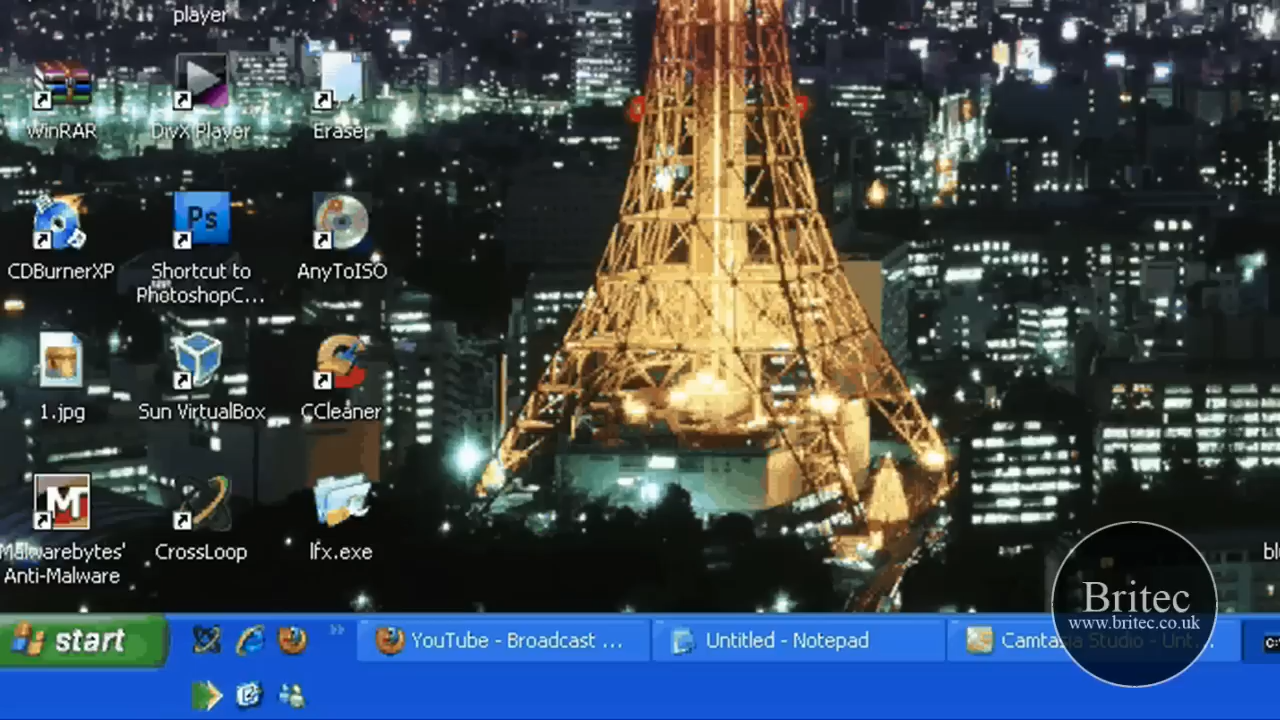 player
WinRAR
DivX Player
Eraser
CDBurnerXP
Shortcut to
PhotoshopC...
AnyToISO
1.jpg
Sun VirtualBox
CCleaner
Malwarebytes'
Anti-Malware
CrossLoop
lfx.exe
Ps
M
Britec
www.britec.co.uk
start
YouTube - Broadcast ...
Untitled - Notepad
Camtasia Studio - Unt...